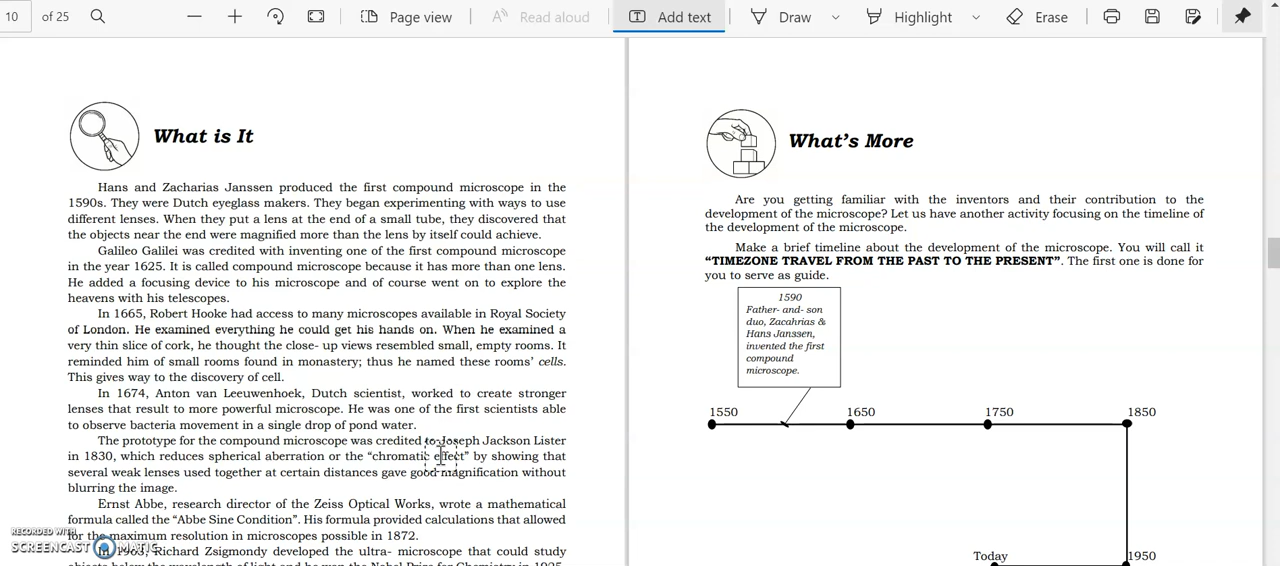 10 of 25 Page view Read aloud Add text Draw Highlight Erase
What is It
Hans and Zacharias Janssen produced the first compound microscope in the
1590s. They were Dutch eyeglass makers. They began experimenting with ways to use
different lenses. When they put a lens at the end of a small tube, they discovered that
the objects near the end were magnified more than the lens by itself could achieve.
Galileo Galilei was credited with inventing one of the first compound microscope
in the year 1625. It is called compound microscope because it has more than one lens.
He added a focusing device to his microscope and of course went on to explore the
heavens with his telescopes.
In 1665, Robert Hooke had access to many microscopes available in Royal Society
of London. He examined everything he could get his hands on. When he examined a
very thin slice of cork, he thought the close- up views resembled small, empty rooms. It
reminded him of small rooms found in monastery; thus he named these rooms’ cells.
This gives way to the discovery of cell.
In 1674, Anton van Leeuwenhoek, Dutch scientist, worked to create stronger
lenses that result to more powerful microscope. He was one of the first scientists able
to observe bacteria movement in a single drop of pond water.
The prototype for the compound microscope was credited to Joseph Jackson Lister
in 1830, which reduces spherical aberration or the “chromatic effect” by showing that
several weak lenses used together at certain distances gave good magnification without
blurring the image.
Ernst Abbe, research director of the Zeiss Optical Works, wrote a mathematical
formula called the “Abbe Sine Condition”. His formula provided calculations that allowed
for the maximum resolution in microscopes possible in 1872.
In 1903, Richard Zsigmondy developed the ultra- microscope that could study
objects below the wavelength of light and he won the Nobel Prize for Chemistry in 1925.
RECORDED WITH
SCREENCAST MATIC
What’s More
Are you getting familiar with the inventors and their contribution to the
development of the microscope? Let us have another activity focusing on the timeline of
the development of the microscope.
Make a brief timeline about the development of the microscope. You will call it
“TIMEZONE TRAVEL FROM THE PAST TO THE PRESENT”. The first one is done for
you to serve as guide.
1590
Father- and- son
duo, Zacahrias &
Hans Janssen,
invented the first
compound
microscope.
1550 1650 1750 1850
Today 1950